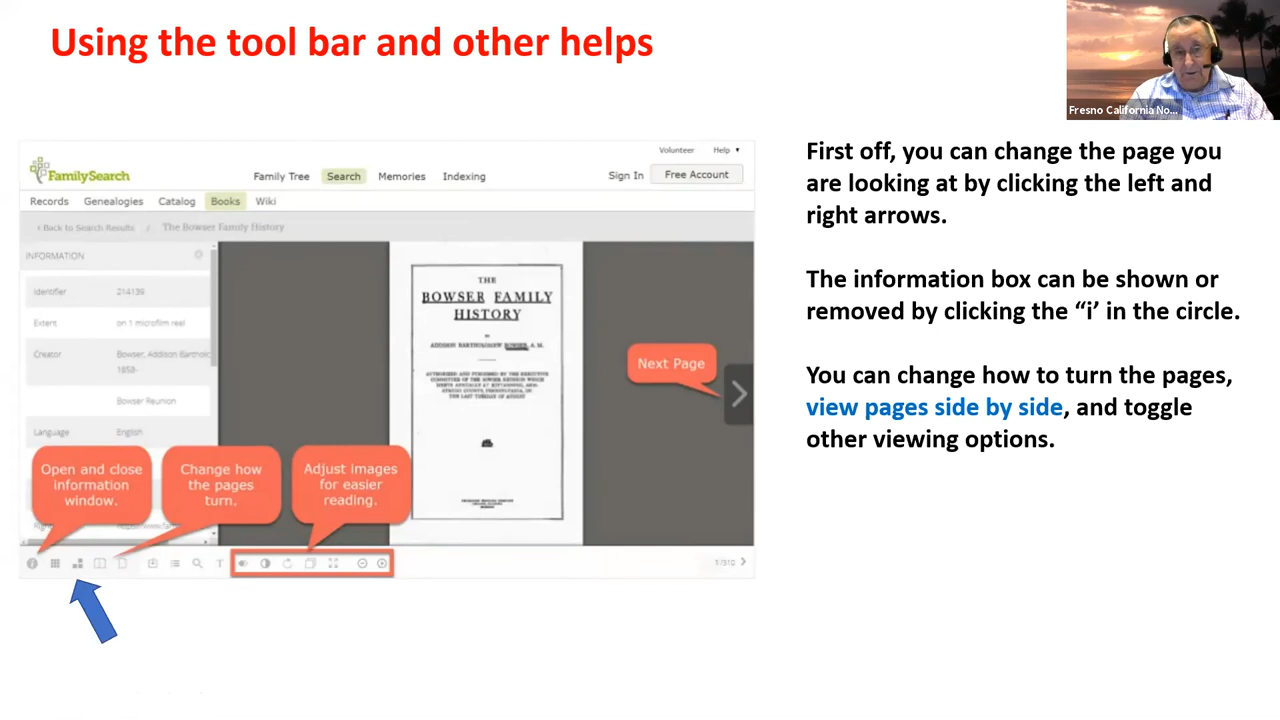 Using the tool bar and other helps
Fresno California No...
Volunteer Help
FamilySearch
Family Tree Search Memories Indexing
Sign In Free Account
Records Genealogies Catalog Books Wiki
Back to Search Results / The Bowser Family History
INFORMATION
Identifier 214139
Extent on 1 microfilm reel
Creator Bowser, Addison Bartholo
1858-
Bowser Reunion
Language English
THE
BOWSER FAMILY
HISTORY
BY
ADDISON BARTHOLOMEW BOWSER, A. M.
Next Page
Open and close
information
window.
Change how
the pages
turn.
Adjust images
for easier
reading.
T
1/310
First off, you can change the page you
are looking at by clicking the left and
right arrows.
The information box can be shown or
removed by clicking the “i’ in the circle.
You can change how to turn the pages,
view pages side by side, and toggle
other viewing options.